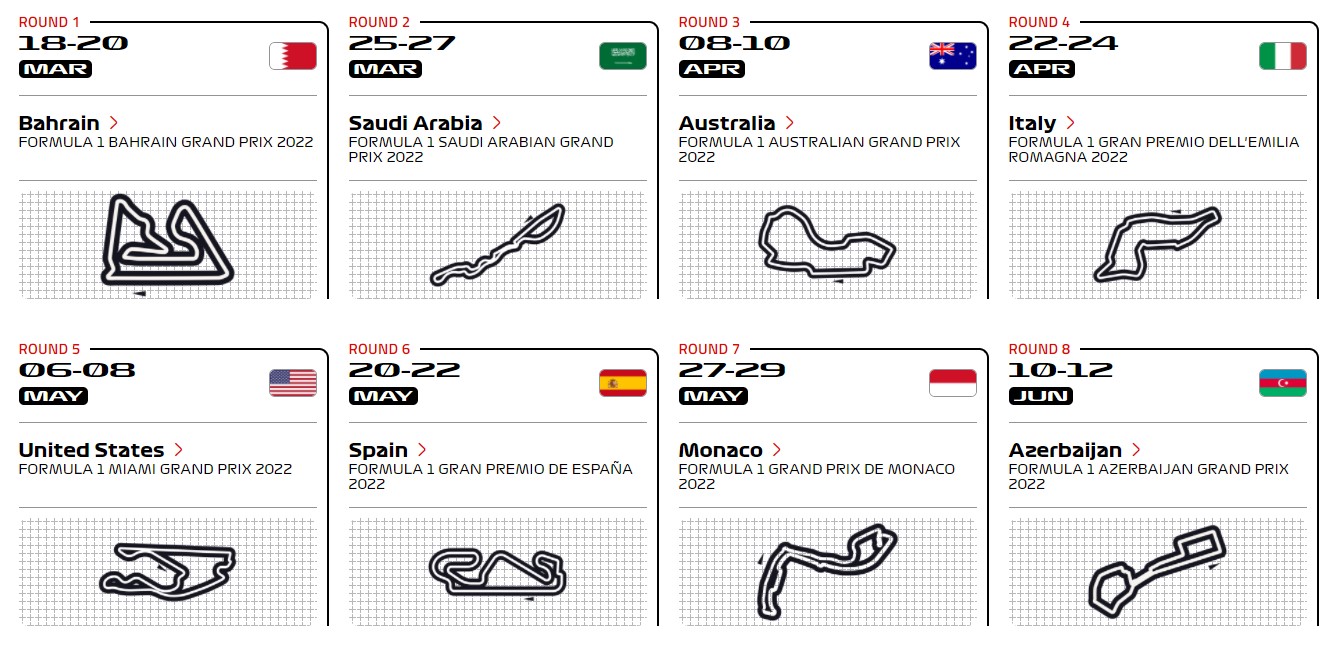 ROUND 1
18-20
MAR
Bahrain
FORMULA 1 BAHRAIN GRAND PRIX 2022
ROUND 2
25-27
MAR
Saudi Arabia
FORMULA 1 SAUDI ARABIAN GRAND
PRIX 2022
ROUND 3
08-10
APR
Australia
FORMULA 1 AUSTRALIAN GRAND PRIX
2022
ROUND 4
22-24
APR
Italy
FORMULA 1 GRAN PREMIO DELL'EMILIA
ROMAGNA 2022
ROUND 5
06-08
MAY
United States
FORMULA 1 MIAMI GRAND PRIX 2022
ROUND 6
20-22
MAY
Spain
FORMULA 1 GRAN PREMIO DE ESPAÑA
2022
ROUND 7
27-29
MAY
Monaco
FORMULA 1 GRAND PRIX DE MONACO
2022
ROUND 8
10-12
JUN
Azerbaijan
FORMULA 1 AZERBAIJAN GRAND PRIX
2022